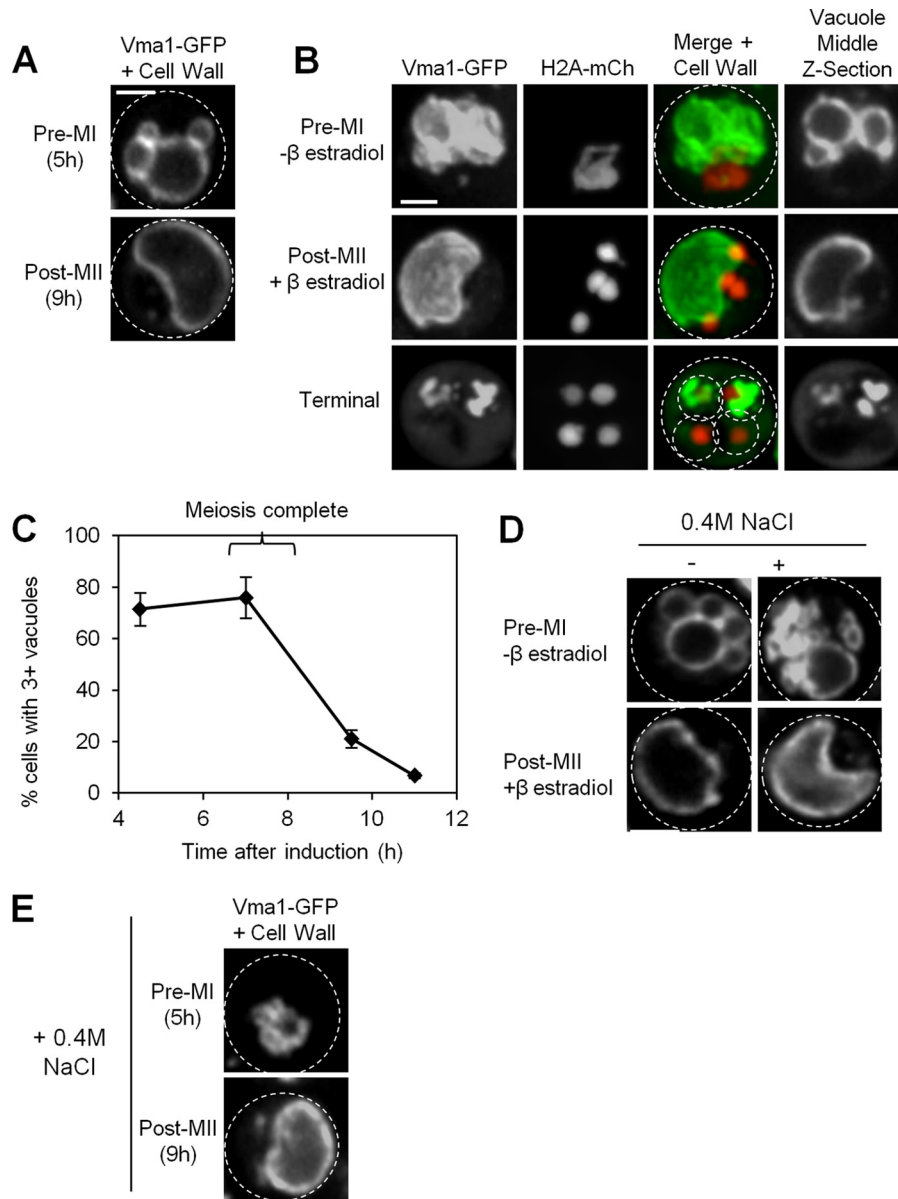 A
Vma1-GFP
+ Cell Wall
Pre-MI
(5h)
Post-MII
(9h)
B
Vma1-GFP
H2A-mCh
Merge +
Cell Wall
Vacuole
Middle
Z-Section
Pre-MI
-β estradiol
Post-MII
+ β estradiol
Terminal
C
Meiosis complete
% cells with 3+ vacuoles
100
80
60
40
20
0
4
6
8
10
12
Time after induction (h)
D
0.4M NaCl
-
+
Pre-MI
-β estradiol
Post-MII
+β estradiol
E
Vma1-GFP
+ Cell Wall
+ 0.4M
NaCl
Pre-MI
(5h)
Post-MII
(9h)